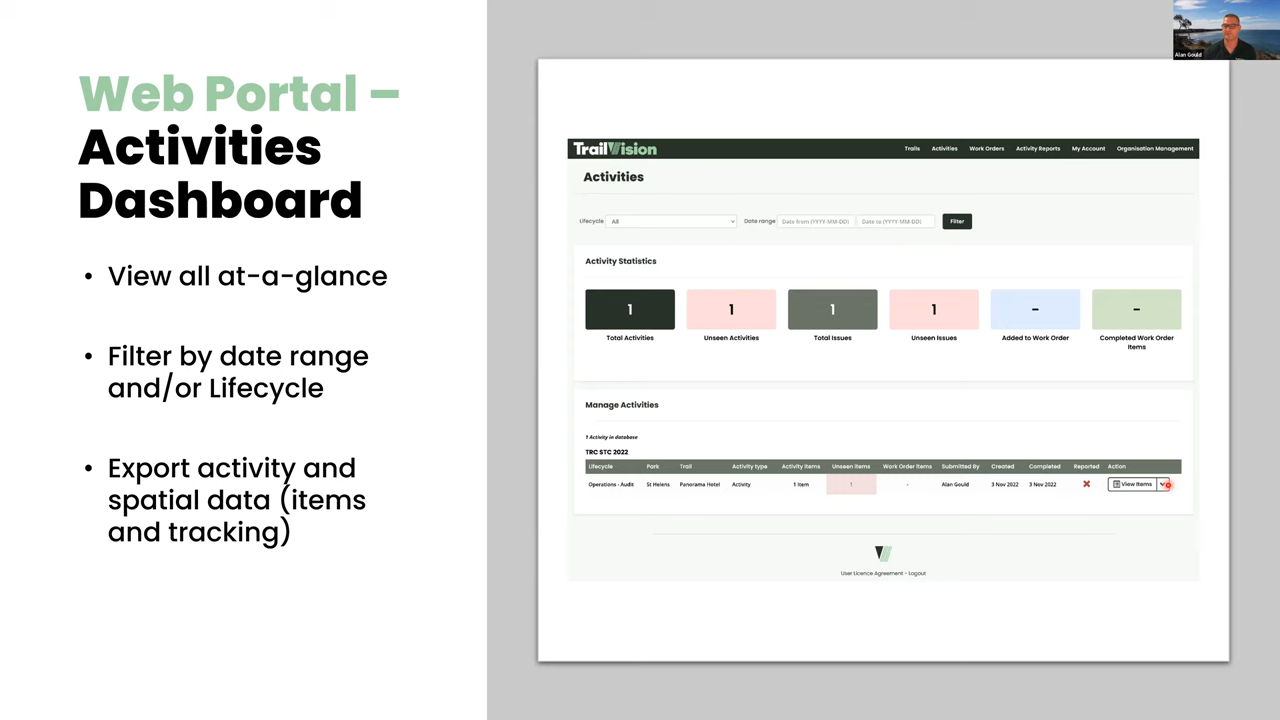 Web Portal –
Activities
Dashboard
• View all at-a-glance
• Filter by date range
and/or Lifecycle
• Export activity and
spatial data (items
and tracking)
Alan Gould
TrailVision
Trails Activities Work Orders Activity Reports My Account Organisation Management
Activities
Lifecycle All Date range Date from (YYYY-MM-DD) Date to (YYYY-MM-DD) Filter
Activity Statistics
1 1 1 1 - -
Total Activities Unseen Activities Total Issues Unseen Issues Added to Work Order Completed Work Order
Items
Manage Activities
1 Activity in database
TRC STC 2022
Lifecycle Park Trail Activity type Activity Items Unseen Items Work Order Items Submitted By Created Completed Reported Action
Operations - Audit St Helens Panorama Hotel Activity 1 Item 1 - Alan Gould 3 Nov 2022 3 Nov 2022 View Items
User Licence Agreement - Logout